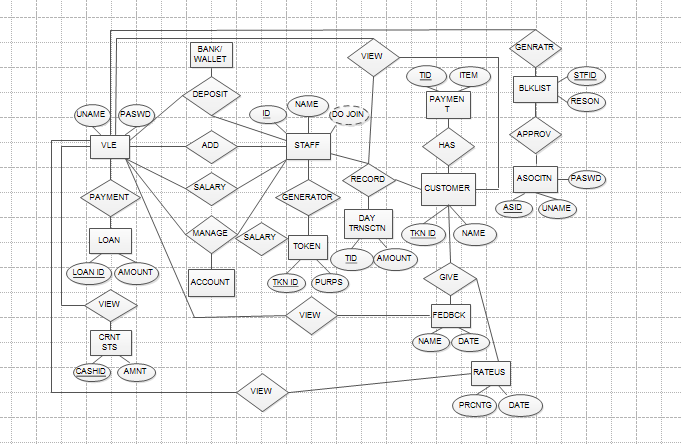 GENRATR
BANK/
WALLET
VIEW
TID
ITEM
STFID
BLKLIST
DEPOSIT
PAYMEN
T
RESON
NAME
UNAME
PASWD
ID
DO JOIN
APPROV
VLE
ADD
STAFF
HAS
RECORD
ASOCITN
PASWD
SALARY
CUSTOMER
PAYMENT
GENERATOR
ASID
UNAME
DAY
TRNSCTN
MANAGE
SALARY
TKN ID
NAME
LOAN
TOKEN
TID
AMOUNT
LOAN ID
AMOUNT
ACCOUNT
TKN ID
PURPS
GIVE
VIEW
VIEW
FEDBCK
CRNT
STS
NAME
DATE
CASHID
AMNT
RATEUS
VIEW
PRCNTG
DATE